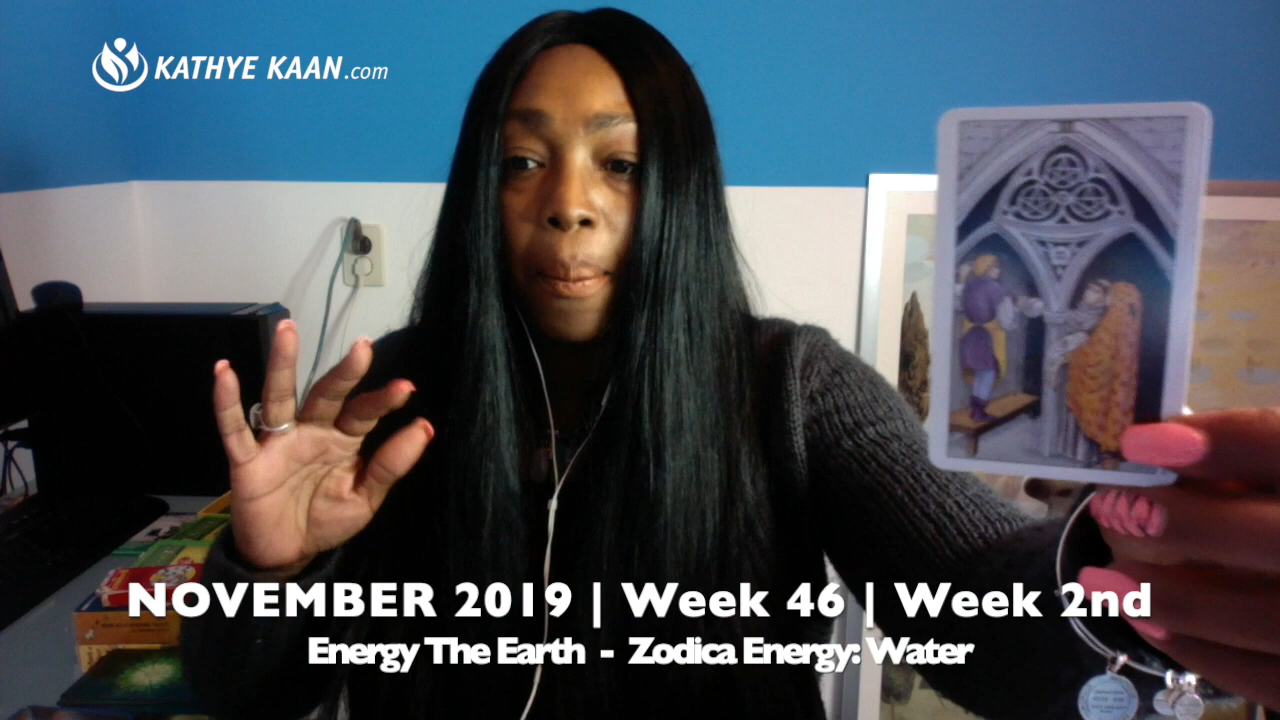 KATHYE KAAN.com
NOVEMBER 2019 | Week 46 | Week 2nd
Energy The Earth - Zodica Energy: Water